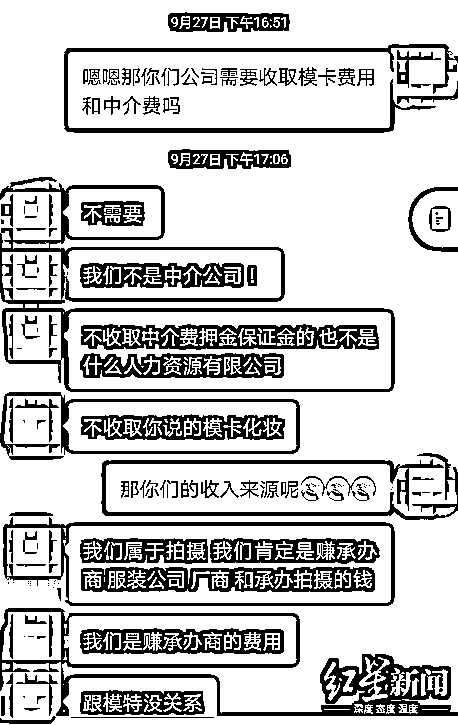 9月27日 下午16:51
嗯嗯那你们公司需要收取模卡费用
和中介费吗
9月27日 下午17:06
不需要
我们不是中介公司！
不收取中介费押金保证金的 也不是
什么人力资源有限公司
不收取你说的模卡化妆
那你们的收入来源呢
我们属于拍摄 我们肯定是赚承办
商 服装公司 厂商 和承办拍摄的钱
我们是赚承办商的费用
跟模特没关系
红星新闻
深度 态度 温度